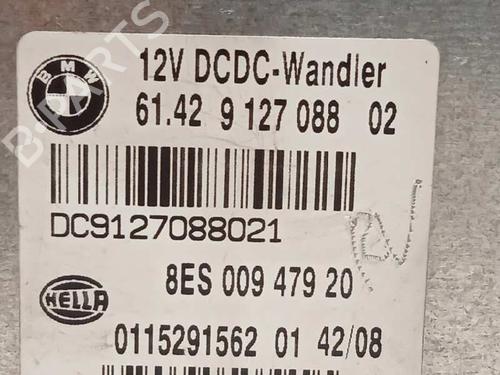 BMW
12V DCDC-Wandler
61.42 9 127 088 02
DC9127088021
8ES 009 479 20
HELLA
0115291562 01 42/08
B-PARTS